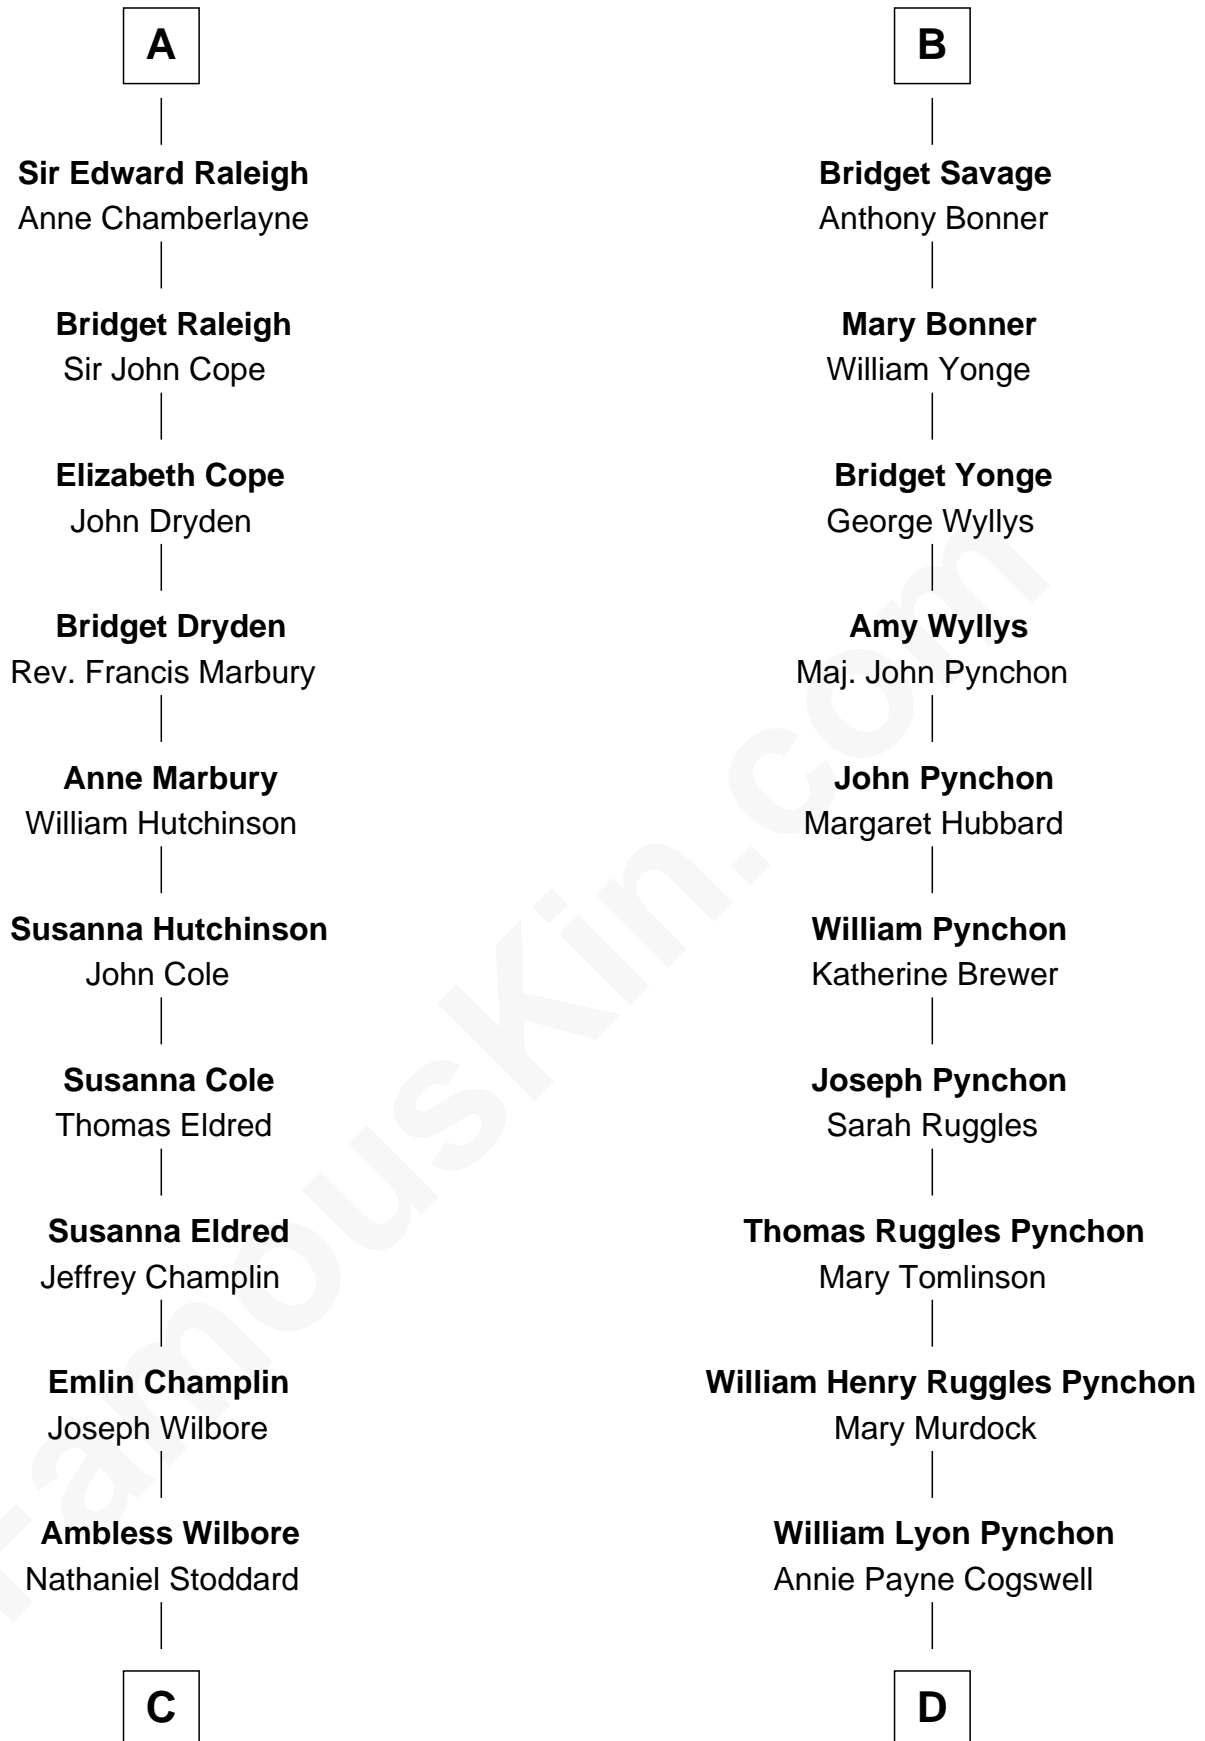 A
Sir Edward Raleigh
Anne Chamberlayne
Bridget Raleigh
Sir John Cope
Elizabeth Cope
John Dryden
Bridget Dryden
Rev. Francis Marbury
Anne Marbury
William Hutchinson
Susanna Hutchinson
John Cole
Susanna Cole
Thomas Eldred
Susanna Eldred
Jeffrey Champlin
Emlin Champlin
Joseph Wilbore
Ambless Wilbore
Nathaniel Stoddard
C
B
Bridget Savage
Anthony Bonner
Mary Bonner
William Yonge
Bridget Yonge
George Wyllys
Amy Wyllys
Maj. John Pynchon
John Pynchon
Margaret Hubbard
William Pynchon
Katherine Brewer
Joseph Pynchon
Sarah Ruggles
Thomas Ruggles Pynchon
Mary Tomlinson
William Henry Ruggles Pynchon
Mary Murdock
William Lyon Pynchon
Annie Payne Cogswell
D
FamousKin.com